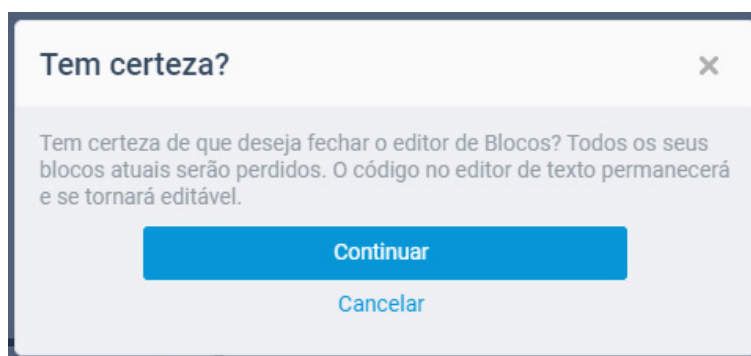 Tem certeza?
Tem certeza de que deseja fechar o editor de Blocos? Todos os seus
blocos atuais serão perdidos. O código no editor de texto permanecerá
e se tornará editável.
Continuar
Cancelar